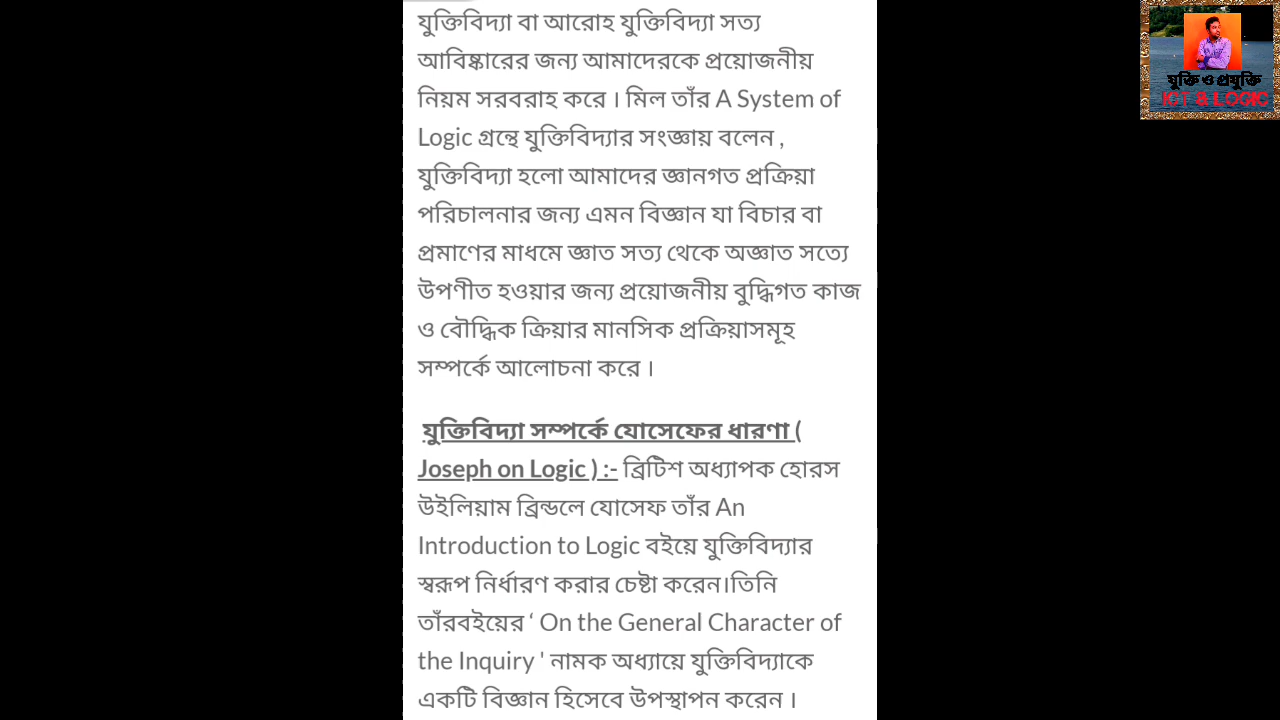 যুক্তিবিদ্যা বা আরোহ যুক্তিবিদ্যা সত্য
আবিষ্কারের জন্য আমাদেরকে প্রয়োজনীয়
নিয়ম সরবরাহ করে । মিল তাঁর A System of
Logic গ্রন্থে যুক্তিবিদ্যার সংজ্ঞায় বলেন ,
যুক্তিবিদ্যা হলো আমাদের জ্ঞানগত প্রক্রিয়া
পরিচালনার জন্য এমন বিজ্ঞান যা বিচার বা
প্রমাণের মাধমে জ্ঞাত সত্য থেকে অজ্ঞাত সত্যে
উপণীত হওয়ার জন্য প্রয়োজনীয় বুদ্ধিগত কাজ
ও বৌদ্ধিক ক্রিয়ার মানসিক প্রক্রিয়াসমূহ
সম্পর্কে আলোচনা করে ।
যুক্তিবিদ্যা সম্পর্কে যোসেফের ধারণা (
Joseph on Logic ) :- ব্রিটিশ অধ্যাপক হোরস
উইলিয়াম ব্রিন্ডলে যোসেফ তাঁর An
Introduction to Logic বইয়ে যুক্তিবিদ্যার
স্বরূপ নির্ধারণ করার চেষ্টা করেন।তিনি
তাঁরবইয়ের ‘ On the General Character of
the Inquiry ' নামক অধ্যায়ে যুক্তিবিদ্যাকে
একটি বিজ্ঞান হিসেবে উপস্থাপন করেন ।
যুক্তি ও প্রযুক্তি
ICT & LOGIC